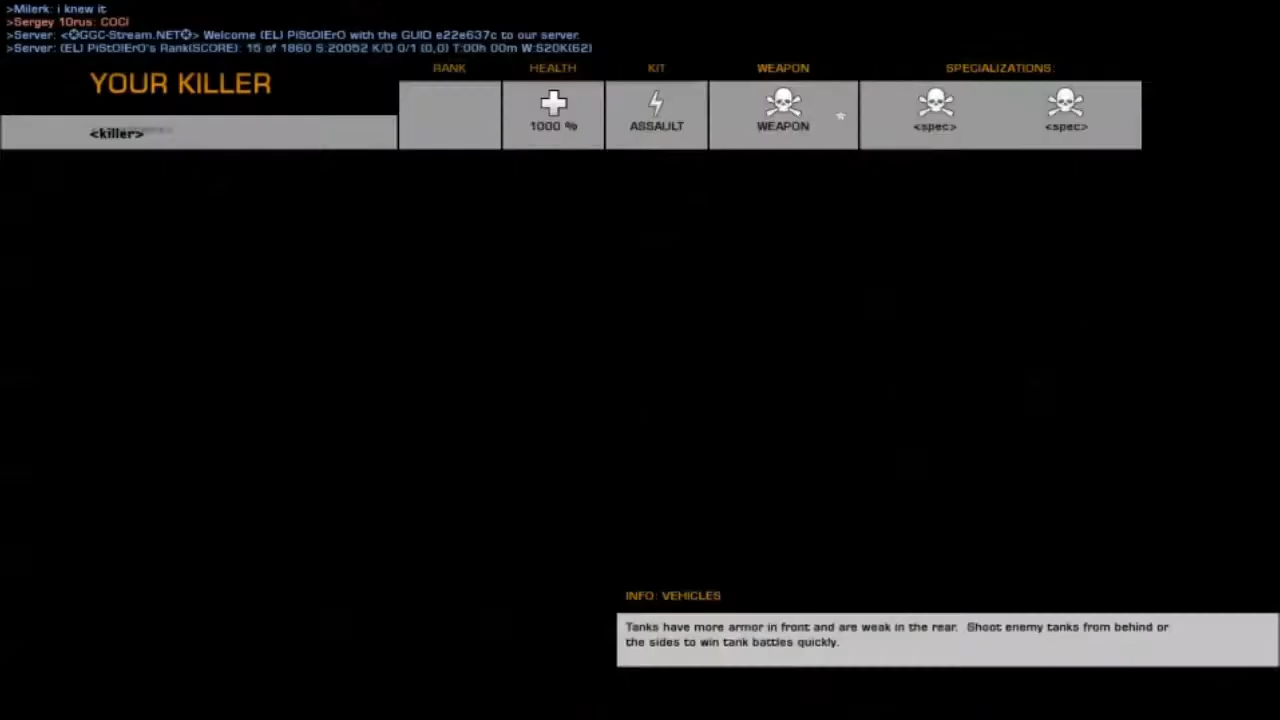 >Milerk: i knew it
>Sergey 10rus: COCi
>Server: <✪GGC-Stream.NET✪> Welcome (EL) PiStOlErO with the GUID e22e637c to our server.
>Server: (EL) PiStOlErO's Rank(SCORE): 15 of 1860 S:20052 K/D 0/1 (0,0) T:00h 00m W:S20K(62)
YOUR KILLER
RANK HEALTH KIT WEAPON SPECIALIZATIONS:
<killer>
1000 % ASSAULT WEAPON <spec> <spec>
INFO: VEHICLES
Tanks have more armor in front and are weak in the rear. Shoot enemy tanks from behind or
the sides to win tank battles quickly.